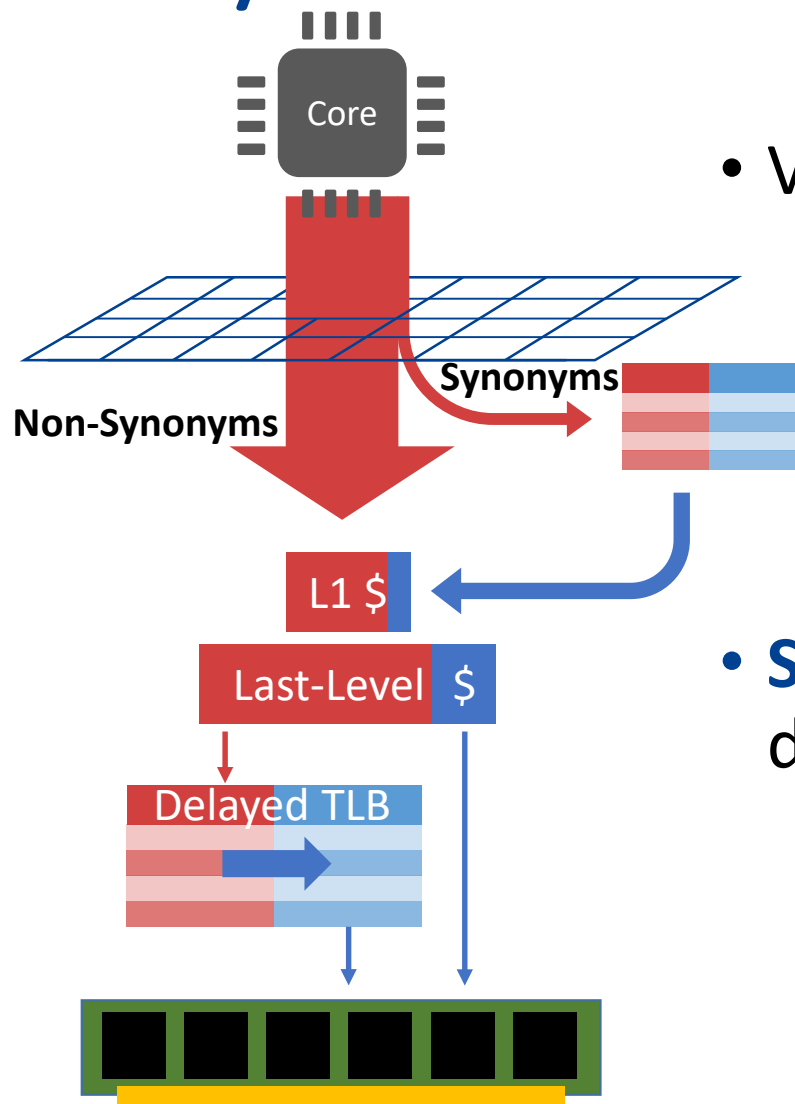 Core
• V
Synonyms
Non-Synonyms
L1 $
• S
Last-Level $
d
Delayed TLB